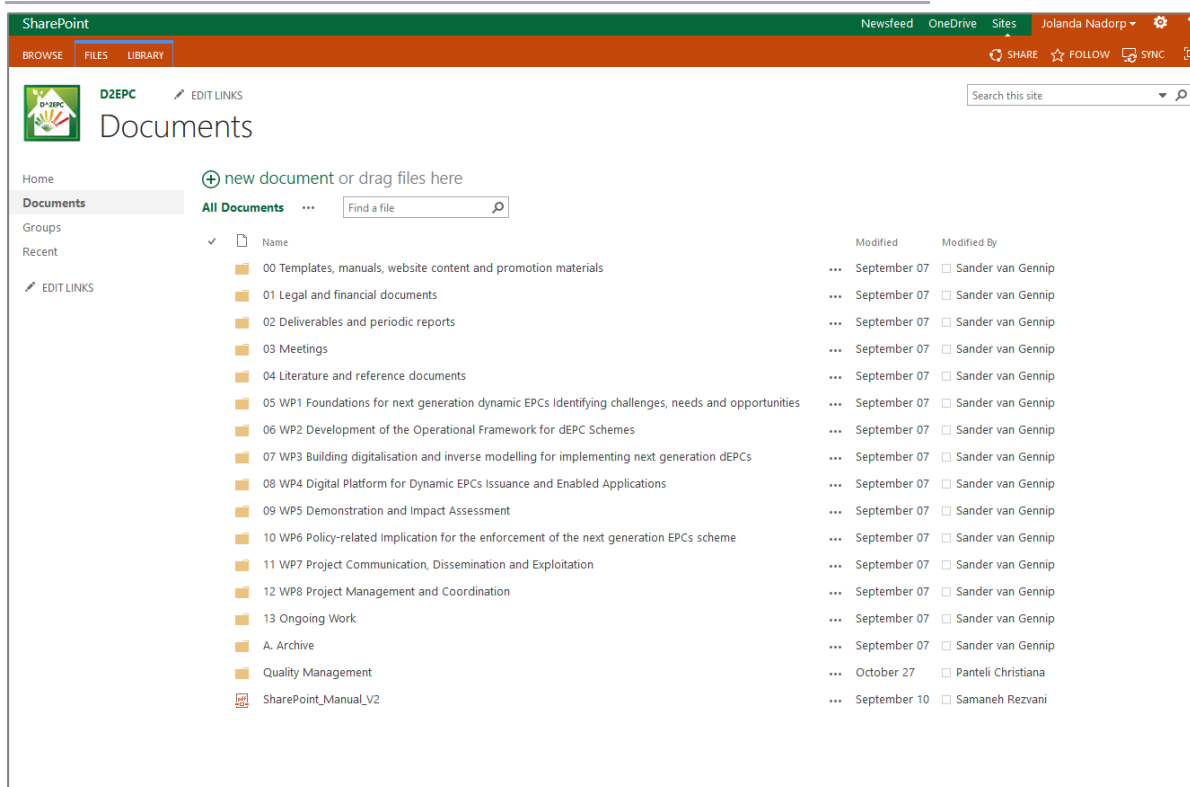 SharePoint Newsfeed OneDrive Sites Jolanda Nadorp
BROWSE FILES LIBRARY SHARE FOLLOW SYNC
D^2EPC
D2EPC EDIT LINKS
Search this site
Documents
Home
Documents
Groups
Recent
EDIT LINKS
new document or drag files here
All Documents ... Find a file
Name Modified Modified By
00 Templates, manuals, website content and promotion materials ... September 07 Sander van Gennip
01 Legal and financial documents ... September 07 Sander van Gennip
02 Deliverables and periodic reports ... September 07 Sander van Gennip
03 Meetings ... September 07 Sander van Gennip
04 Literature and reference documents ... September 07 Sander van Gennip
05 WP1 Foundations for next generation dynamic EPCs Identifying challenges, needs and opportunities ... September 07 Sander van Gennip
06 WP2 Development of the Operational Framework for dEPC Schemes ... September 07 Sander van Gennip
07 WP3 Building digitalisation and inverse modelling for implementing next generation dEPCs ... September 07 Sander van Gennip
08 WP4 Digital Platform for Dynamic EPCs Issuance and Enabled Applications ... September 07 Sander van Gennip
09 WP5 Demonstration and Impact Assessment ... September 07 Sander van Gennip
10 WP6 Policy-related Implication for the enforcement of the next generation EPCs scheme ... September 07 Sander van Gennip
11 WP7 Project Communication, Dissemination and Exploitation ... September 07 Sander van Gennip
12 WP8 Project Management and Coordination ... September 07 Sander van Gennip
13 Ongoing Work ... September 07 Sander van Gennip
A. Archive ... September 07 Sander van Gennip
Quality Management ... October 27 Panteli Christiana
SharePoint_Manual_V2 ... September 10 Samaneh Rezvani